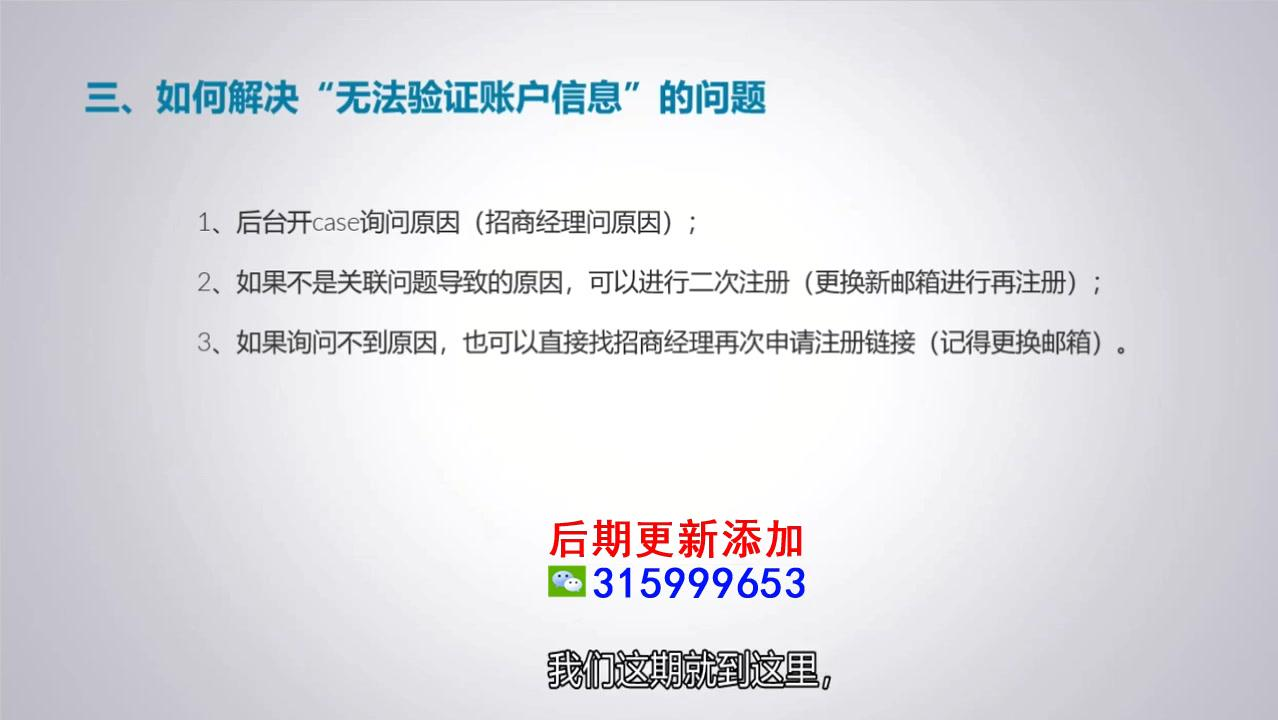 三、如何解决“无法验证账户信息”的问题
1、后台开case询问原因（招商经理问原因）；
2、如果不是关联问题导致的原因，可以进行二次注册（更换新邮箱进行再注册）；
3、如果询问不到原因，也可以直接找招商经理再次申请注册链接（记得更换邮箱）。
后期更新添加
315999653
我们这期就到这里，